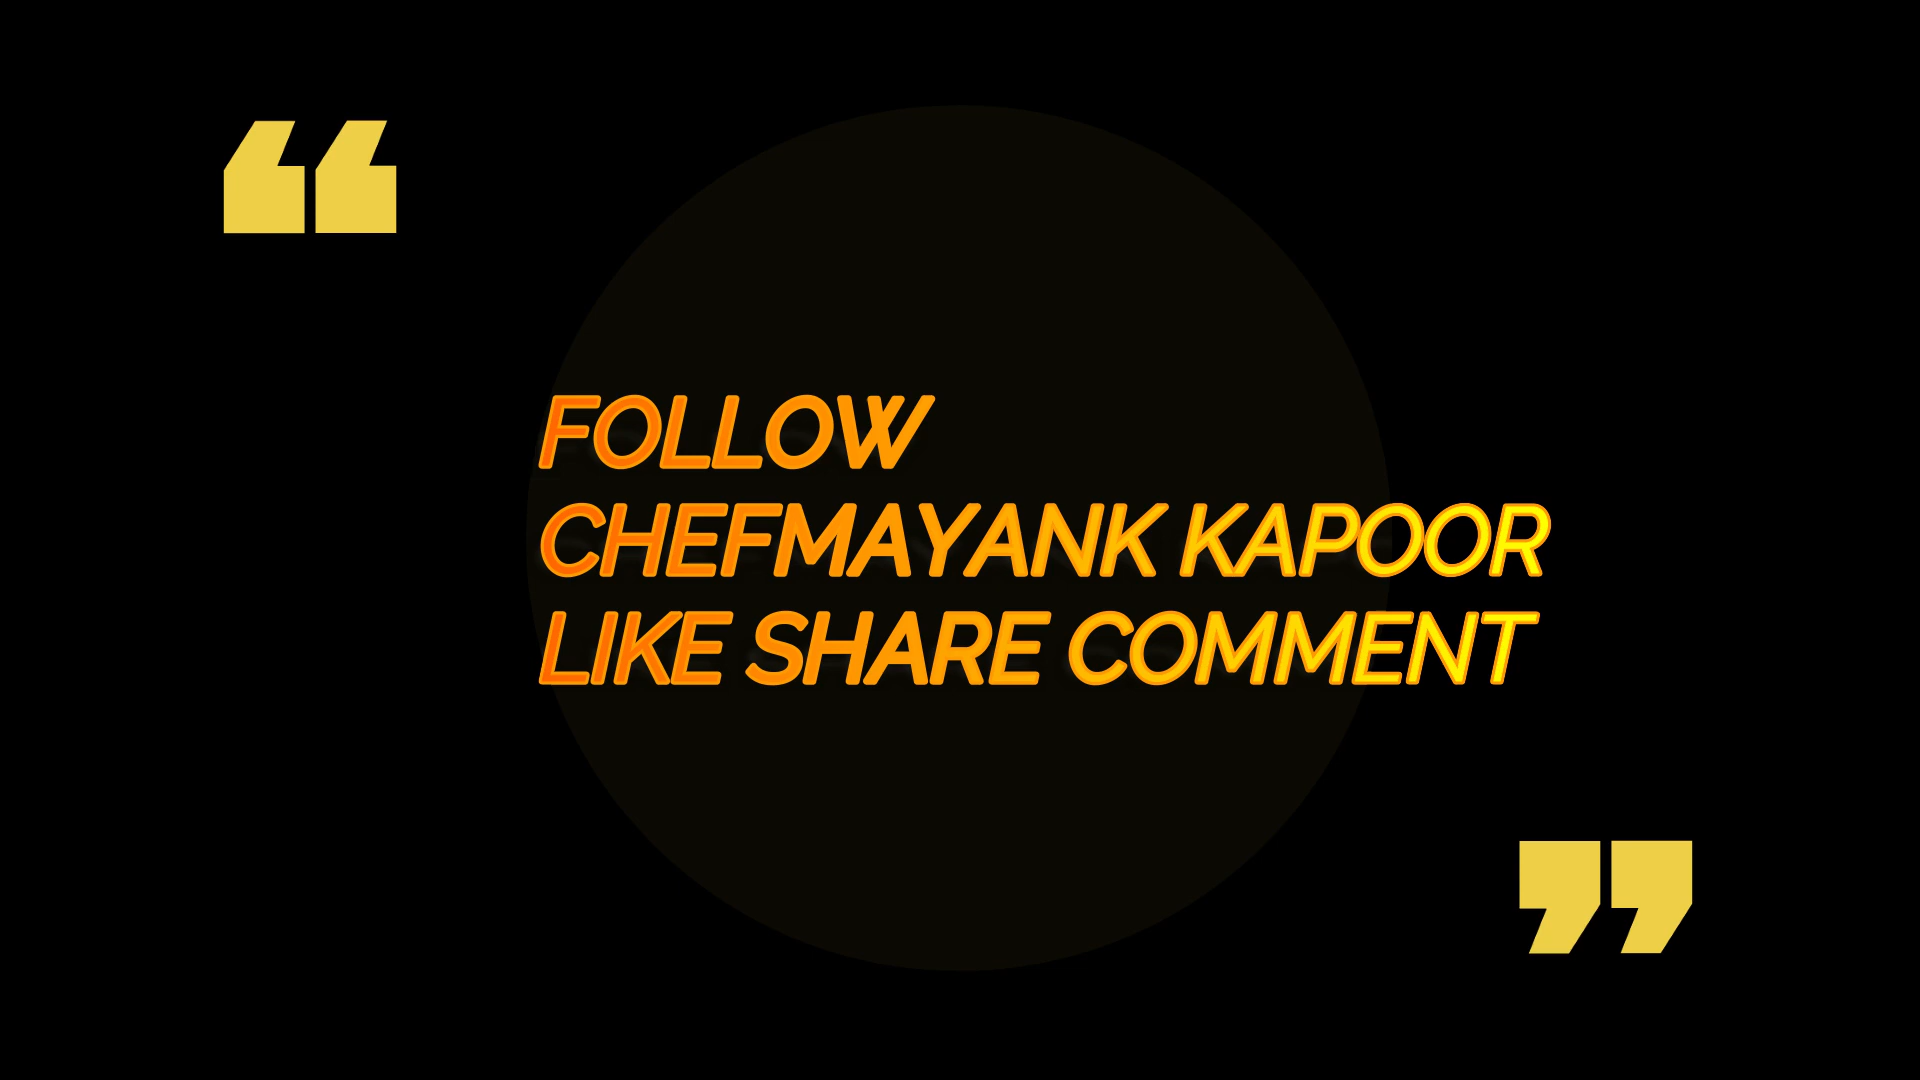 “
FOLLOW
CHEFMAYANK KAPOOR
LIKE SHARE COMMENT
”